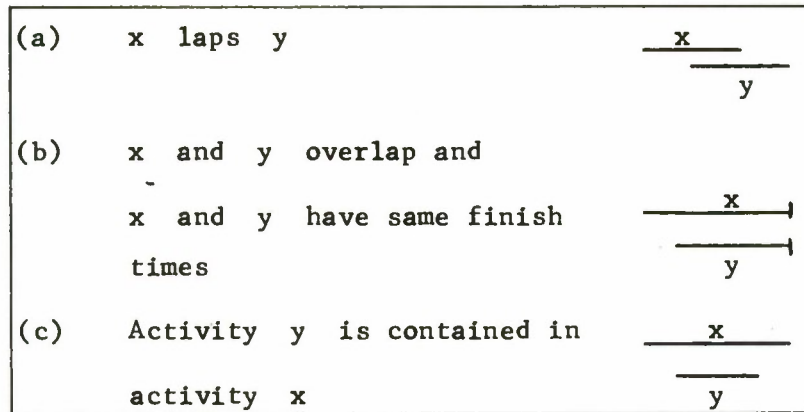 (a) x laps y x
y
(b) x and y overlap and
x and y have same finish x
times y
(c) Activity y is contained in x
activity x y